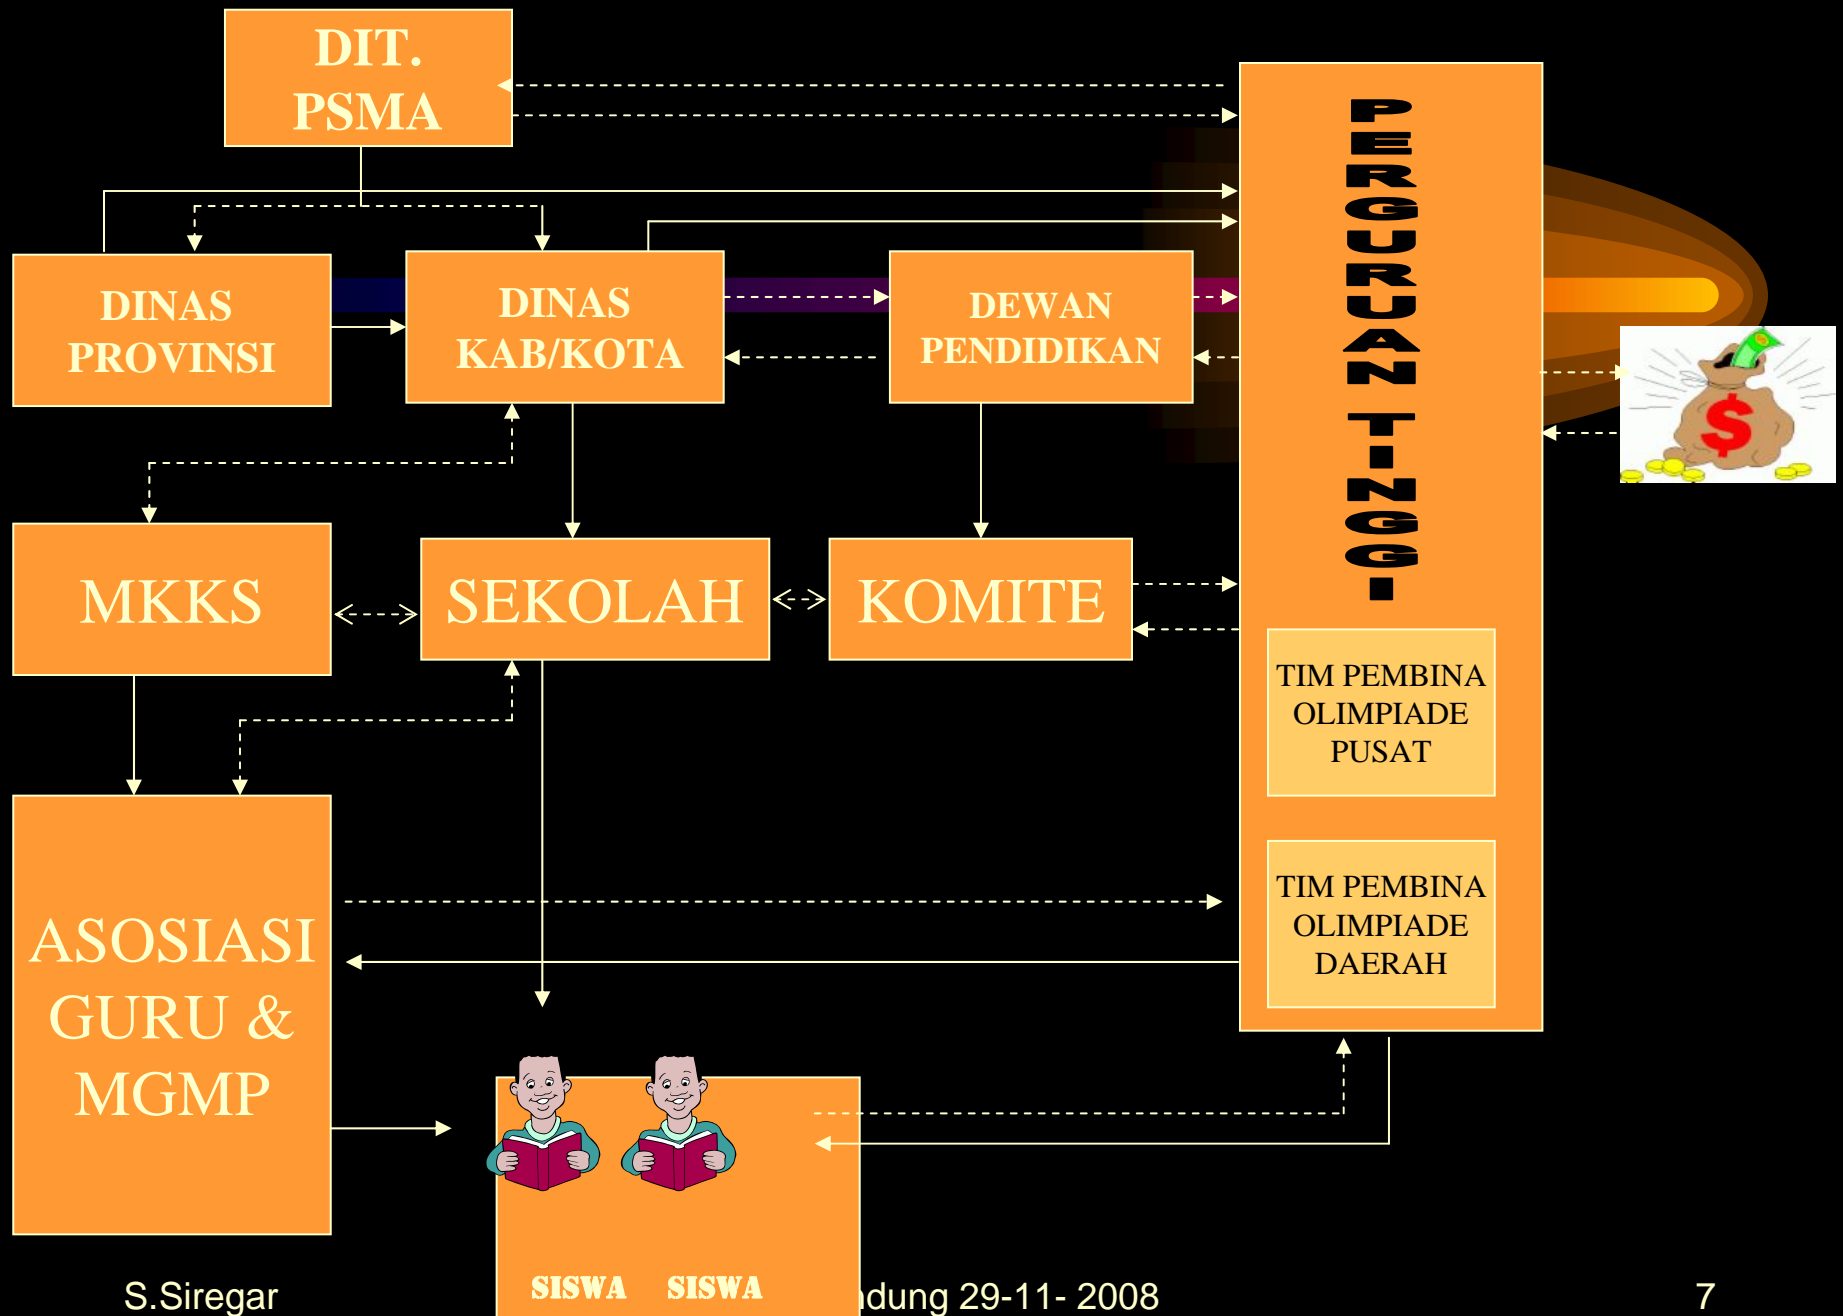 DIT.
PSMA
PERGURUAN TINGGI
DINAS
PROVINSI
DINAS
KAB/KOTA
DEWAN
PENDIDIKAN
$
MKKS
SEKOLAH
KOMITE
TIM PEMBINA
OLIMPIADE
PUSAT
TIM PEMBINA
OLIMPIADE
DAERAH
ASOSIASI
GURU &
MGMP
SISWA SISWA
S.Siregar
29-11- 2008
7